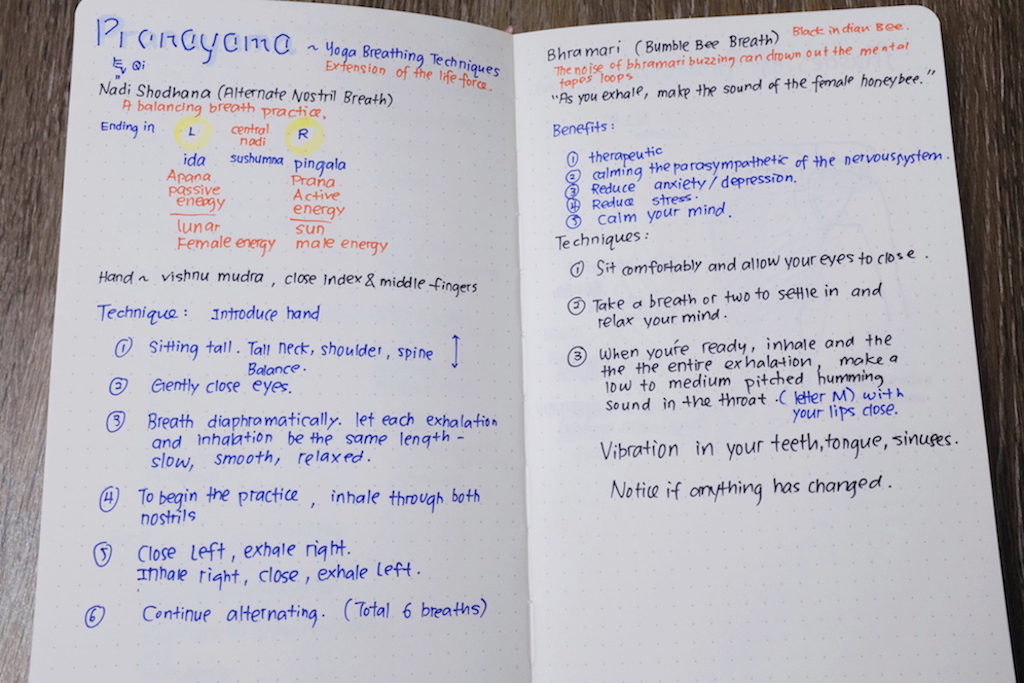 Pranayama ~ Yoga Breathing Techniques
Qi Extension of the life-force.
Nadi Shodhana (Alternate Nostril Breath)
A balancing breath practice.
Ending in L central R
nadi
ida sushumna pingala
Apana Prana
passive Active
energy energy
lunar sun
Female energy male energy
Hand ~ vishnu mudra, close index & middle fingers
Technique: Introduce hand
① Sitting tall. Tall neck, shoulder, spine
Balance.
② Gently close eyes.
③ Breath diaphramatically. let each exhalation
and inhalation be the same length -
slow, smooth, relaxed.
④ To begin the practice, inhale through both
nostrils
⑤ Close Left, exhale right.
Inhale right, close, exhale left.
⑥ Continue alternating. (Total 6 breaths)
Bhramari (Bumble Bee Breath) Black indian Bee.
The noise of bhramari buzzing can drown out the mental
tapes loops
"As you exhale, make the sound of the female honeybee."
Benefits:
① therapeutic
② calming the parasympathetic of the nervous system.
③ Reduce anxiety/depression.
④ Reduce stress.
⑤ Calm your mind.
Techniques:
① Sit comfortably and allow your eyes to close.
② Take a breath or two to settle in and
relax your mind.
③ When you're ready, inhale and the
the the entire exhalation, make a
low to medium pitched humming
sound in the throat. (letter M) with
your lips close.
Vibration in your teeth, tongue, sinuses.
Notice if anything has changed.